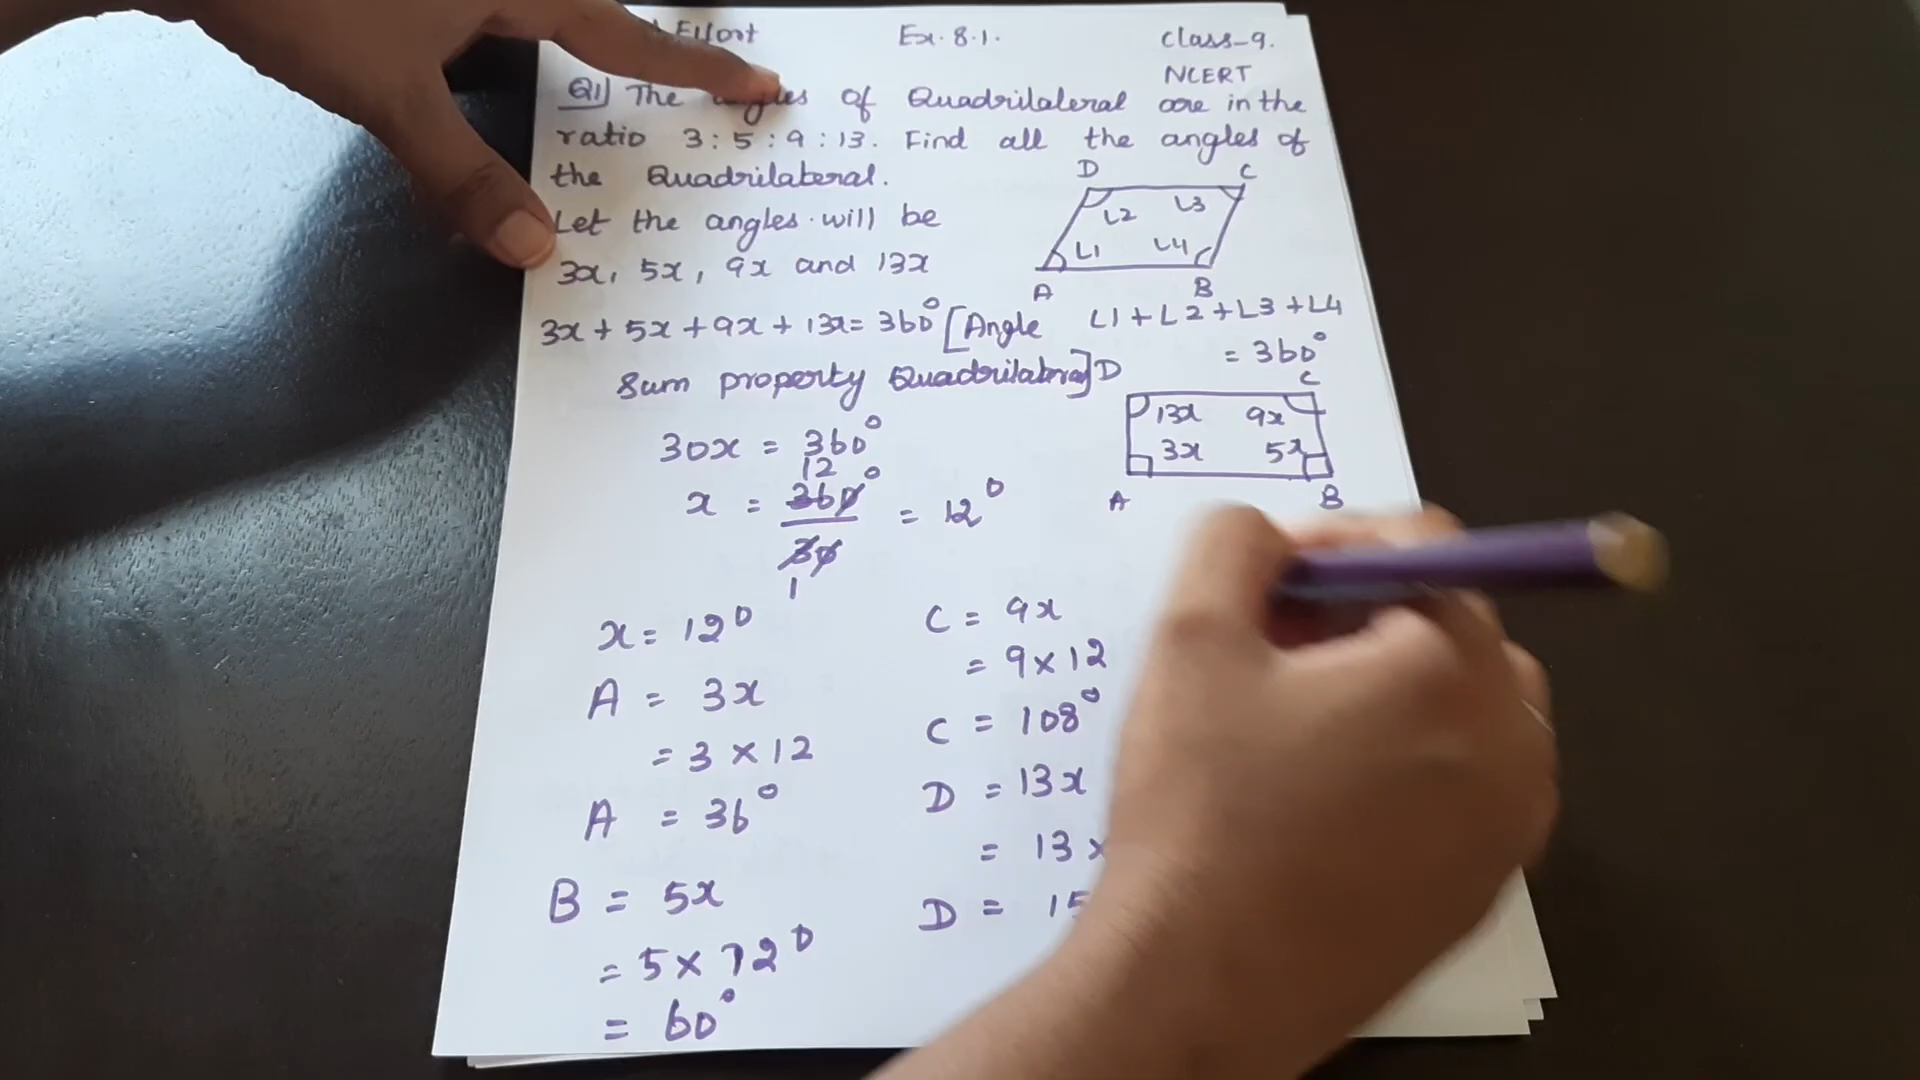 Effort Ex. 8.1. Class-9.
NCERT
Q1) The angles of Quadrilateral are in the
ratio 3 : 5 : 9 : 13. Find all the angles of
the Quadrilateral.
D C
∠2 ∠3
∠1 ∠4
A B
Let the angles will be
3x, 5x, 9x and 13x
3x + 5x + 9x + 13x = 360° [Angle
Sum property Quadrilateral]
∠1 + ∠2 + ∠3 + ∠4
= 360°
D C
13x 9x
3x 5x
A B
30x = 360°
12
x = 360° = 12°
30
1
x = 12°
A = 3x
= 3 × 12
A = 36°
B = 5x
= 5 × 12°
= 60°
C = 9x
= 9 × 12
C = 108°
D = 13x
= 13 ×
D = 15